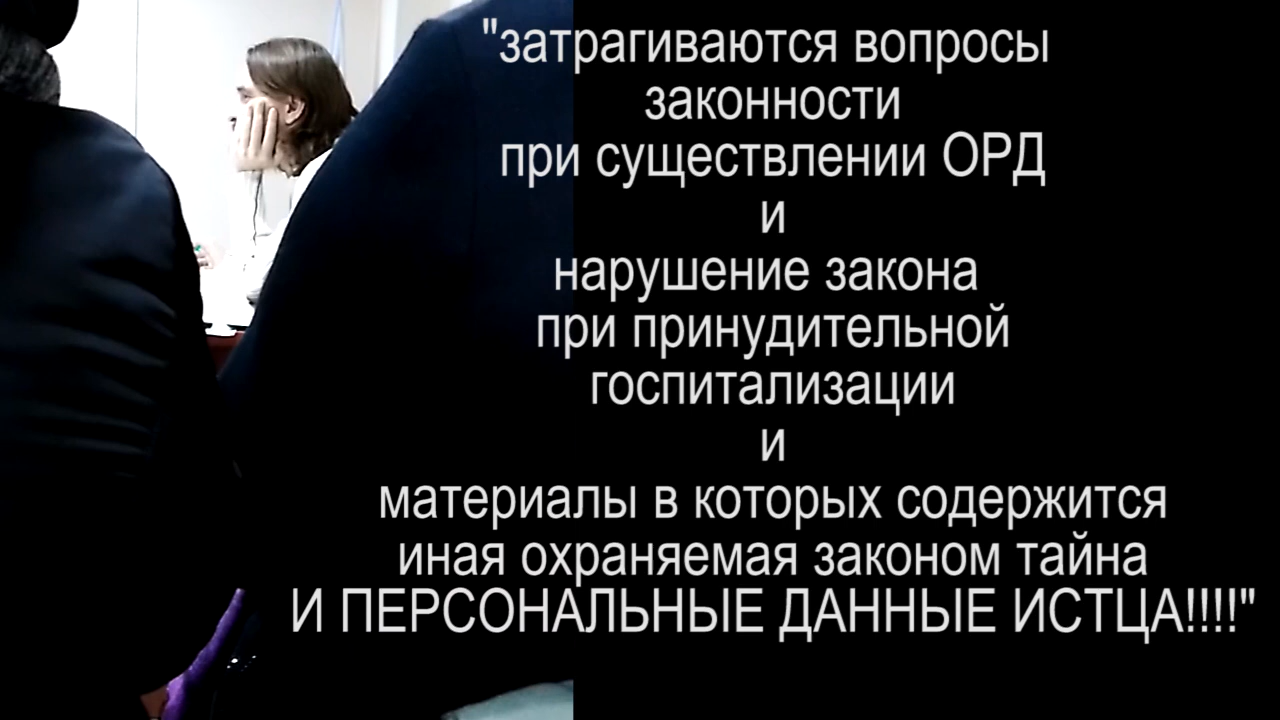 "затрагиваются вопросы
законности
при существлении ОРД
и
нарушение закона
при принудительной
госпитализации
и
материалы в которых содержится
иная охраняемая законом тайна
И ПЕРСОНАЛЬНЫЕ ДАННЫЕ ИСТЦА!!!!"